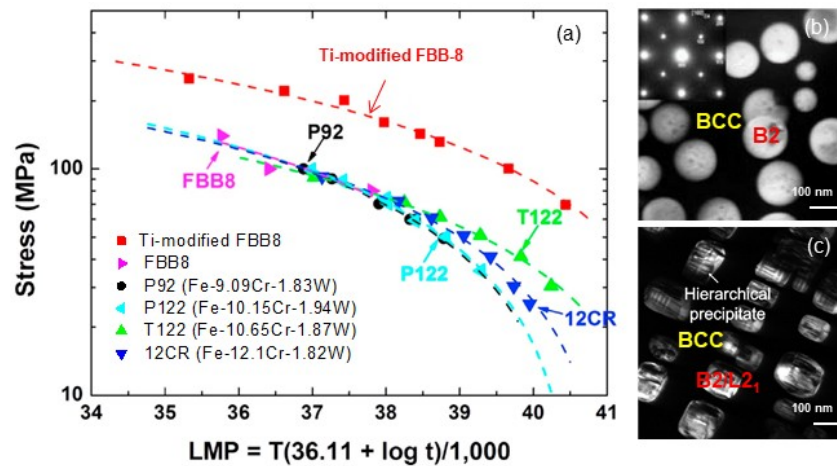 (a)
Stress (MPa)
100
10
Ti-modified FBB-8
P92
FBB8
T122
P122
12CR
Ti-modified FBB8
FBB8
P92 (Fe-9.09Cr-1.83W)
P122 (Fe-10.15Cr-1.94W)
T122 (Fe-10.65Cr-1.87W)
12CR (Fe-12.1Cr-1.82W)
34 35 36 37 38 39 40 41
LMP = T(36.11 + log t)/1,000
(b)
BCC
B2
100 nm
(c)
Hierarchical
precipitate
BCC
B2/L2₁
100 nm